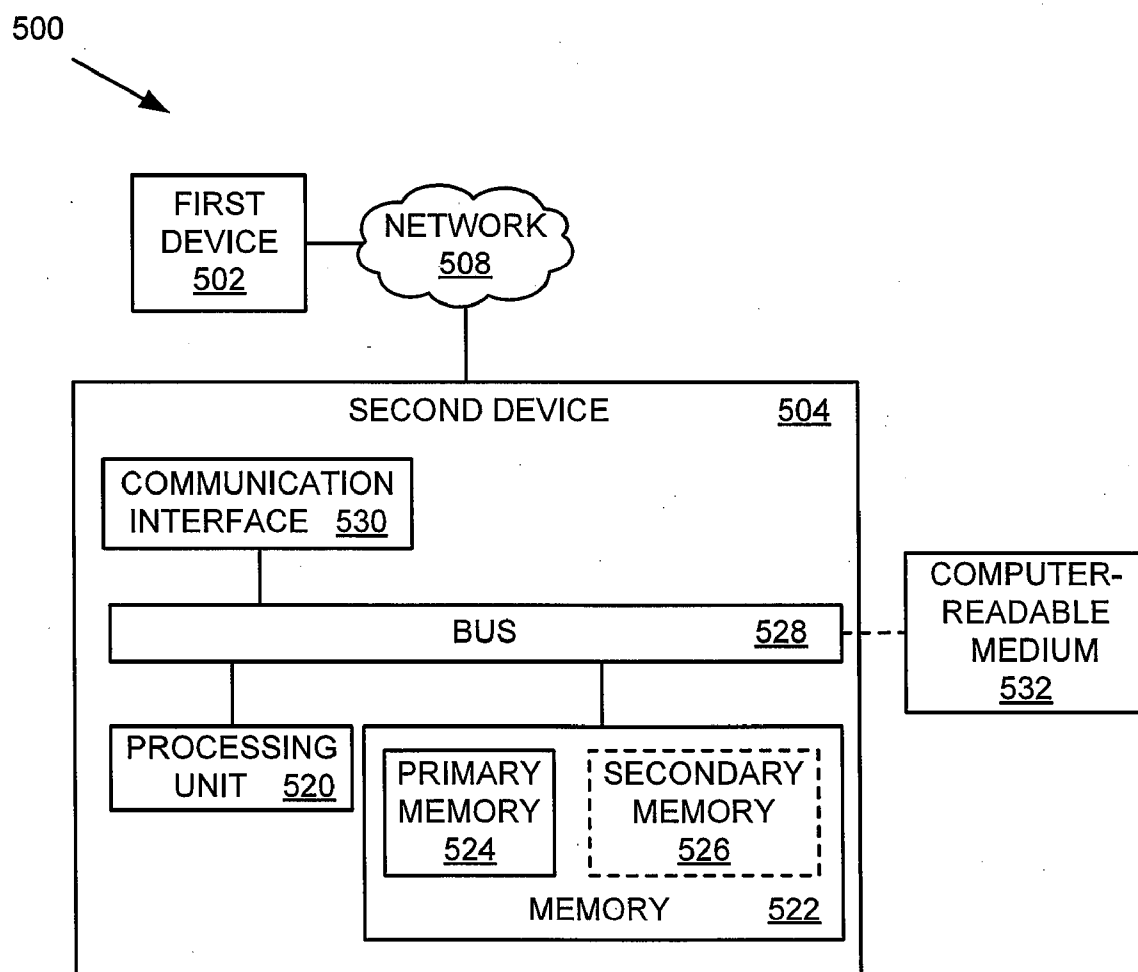 500
FIRST
DEVICE
502
NETWORK
508
SECOND DEVICE 504
COMMUNICATION
INTERFACE 530
BUS 528
COMPUTER-
READABLE
MEDIUM
532
PROCESSING
UNIT 520
PRIMARY
MEMORY
524
SECONDARY
MEMORY
526
MEMORY 522